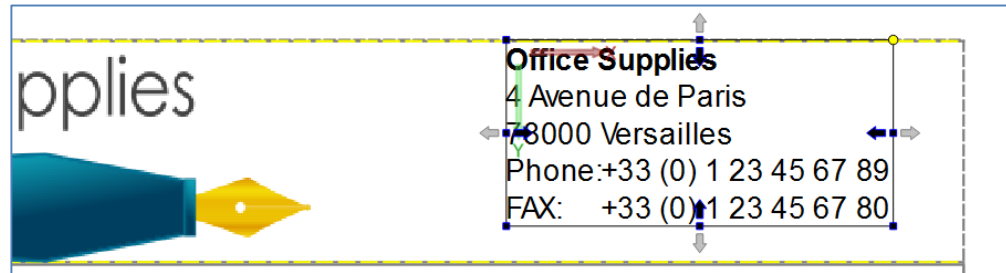 pplies
Office Supplies
4 Avenue de Paris
78000 Versailles
Phone:+33 (0) 1 23 45 67 89
FAX: +33 (0) 1 23 45 67 80
X
Y